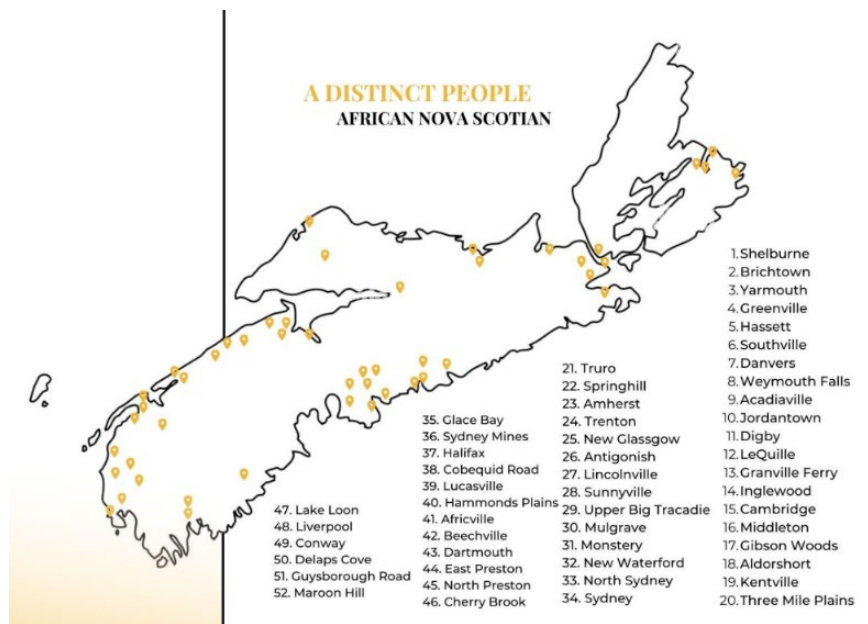 A DISTINCT PEOPLE
AFRICAN NOVA SCOTIAN
1. Shelburne
2. Brichtown
3. Yarmouth
4. Greenville
5. Hassett
6. Southville
7. Danvers
8. Weymouth Falls
9. Acadiaville
10. Jordantown
11. Digby
12. LeQuille
13. Granville Ferry
14. Inglewood
15. Cambridge
16. Middleton
17. Gibson Woods
18. Aldorshort
19. Kentville
20. Three Mile Plains
21. Truro
22. Springhill
23. Amherst
24. Trenton
25. New Glassgow
26. Antigonish
27. Lincolnville
28. Sunnyville
29. Upper Big Tracadie
30. Mulgrave
31. Monstery
32. New Waterford
33. North Sydney
34. Sydney
35. Glace Bay
36. Sydney Mines
37. Halifax
38. Cobequid Road
39. Lucasville
40. Hammonds Plains
41. Africville
42. Beechville
43. Dartmouth
44. East Preston
45. North Preston
46. Cherry Brook
47. Lake Loon
48. Liverpool
49. Conway
50. Delaps Cove
51. Guysborough Road
52. Maroon Hill